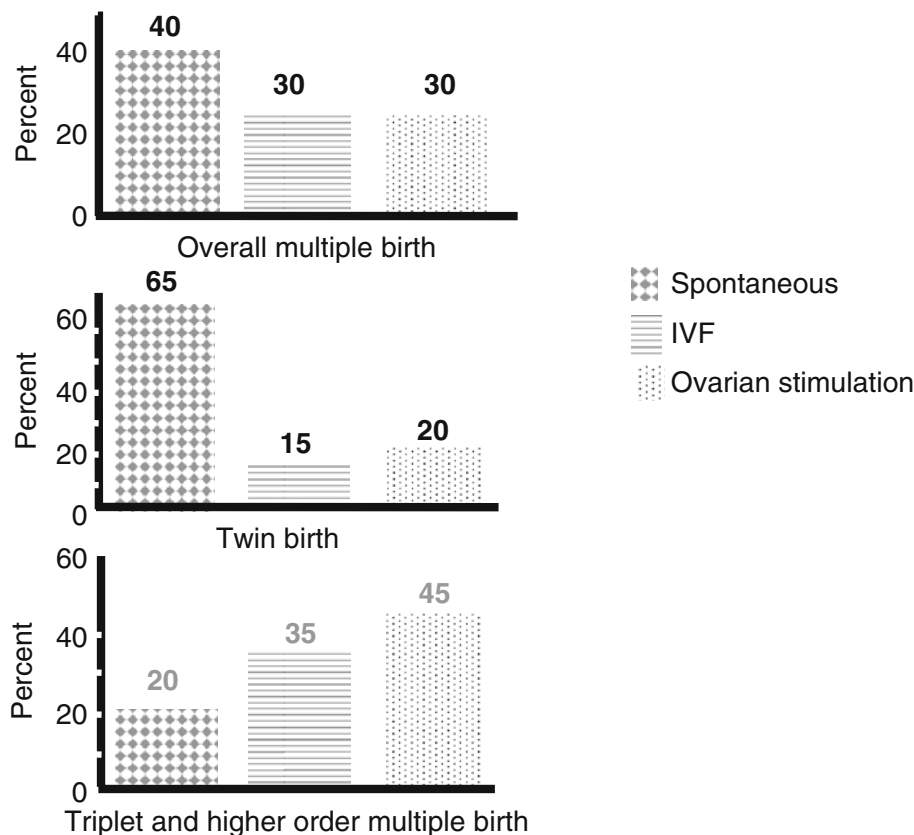 40
30
30
40
20
0
Percent
Overall multiple birth
65
15
20
60
40
20
0
Percent
Twin birth
20
35
45
60
40
20
0
Percent
Triplet and higher order multiple birth
Spontaneous
IVF
Ovarian stimulation